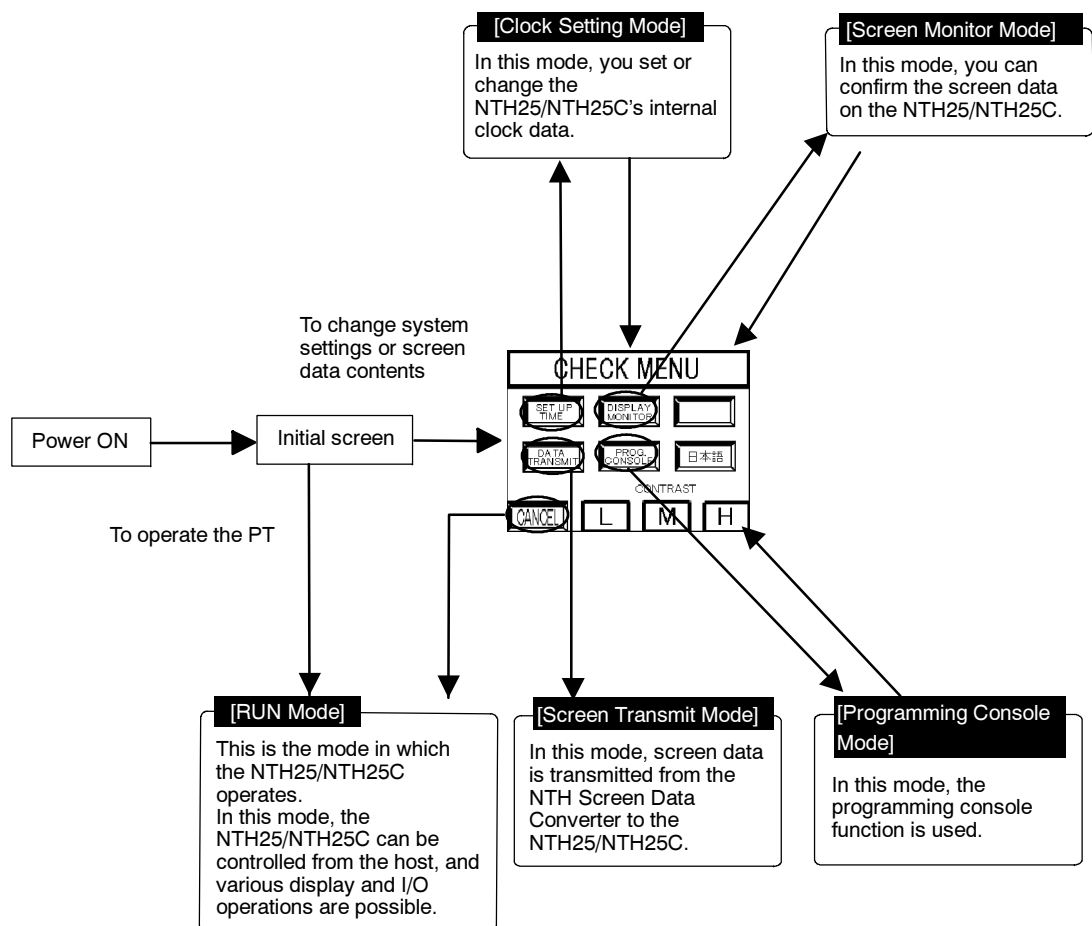 [Clock Setting Mode]
In this mode, you set or
change the
NTH25/NTH25C's internal
clock data.
[Screen Monitor Mode]
In this mode, you can
confirm the screen data
on the NTH25/NTH25C.
To change system
settings or screen
data contents
CHECK MENU
SET UP
TIME
DISPLAY
MONITOR
DATA
TRANSMIT
PROG.
CONSOLE
日本語
CONTRAST
CANCEL
L
M
H
Power ON
Initial screen
To operate the PT
[RUN Mode]
This is the mode in which
the NTH25/NTH25C
operates.
In this mode, the
NTH25/NTH25C can be
controlled from the host, and
various display and I/O
operations are possible.
[Screen Transmit Mode]
In this mode, screen data
is transmitted from the
NTH Screen Data
Converter to the
NTH25/NTH25C.
[Programming Console
Mode]
In this mode, the
programming console
function is used.